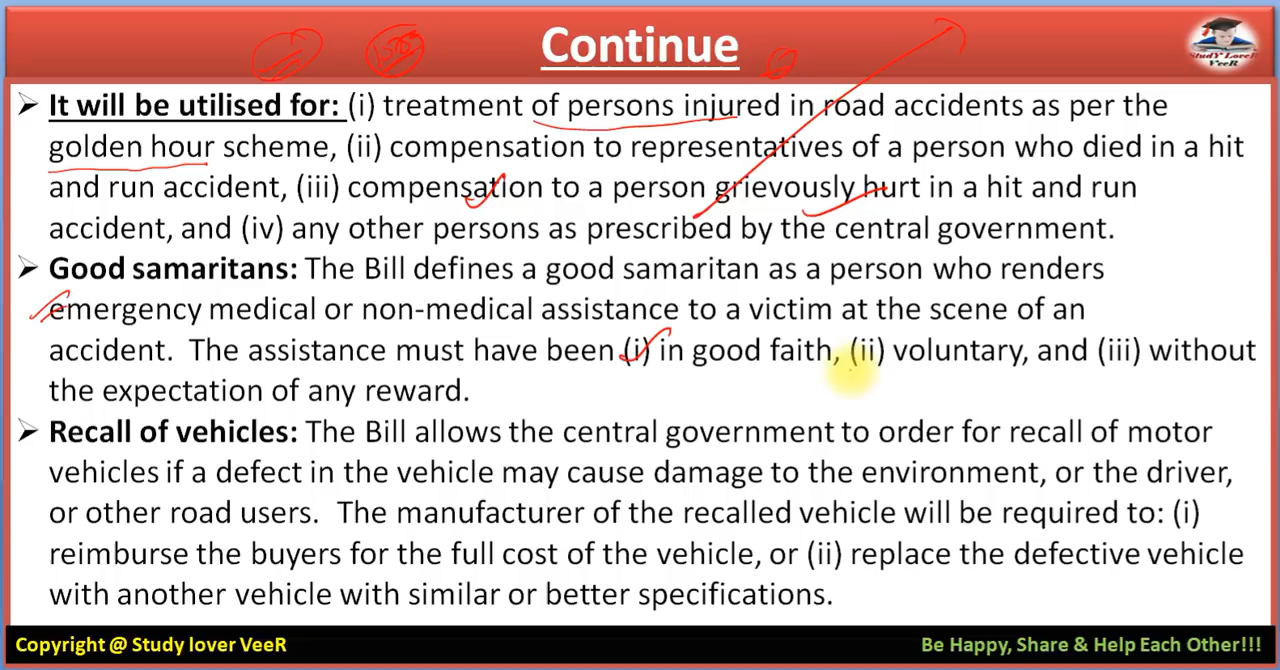 Continue
StudY LoveR
VeeR
➤ It will be utilised for: (i) treatment of persons injured in road accidents as per the
golden hour scheme, (ii) compensation to representatives of a person who died in a hit
and run accident, (iii) compensation to a person grievously hurt in a hit and run
accident, and (iv) any other persons as prescribed by the central government.
➤ Good samaritans: The Bill defines a good samaritan as a person who renders
emergency medical or non-medical assistance to a victim at the scene of an
accident. The assistance must have been (i) in good faith, (ii) voluntary, and (iii) without
the expectation of any reward.
➤ Recall of vehicles: The Bill allows the central government to order for recall of motor
vehicles if a defect in the vehicle may cause damage to the environment, or the driver,
or other road users. The manufacturer of the recalled vehicle will be required to: (i)
reimburse the buyers for the full cost of the vehicle, or (ii) replace the defective vehicle
with another vehicle with similar or better specifications.
Copyright @ Study lover VeeR
Be Happy, Share & Help Each Other!!!